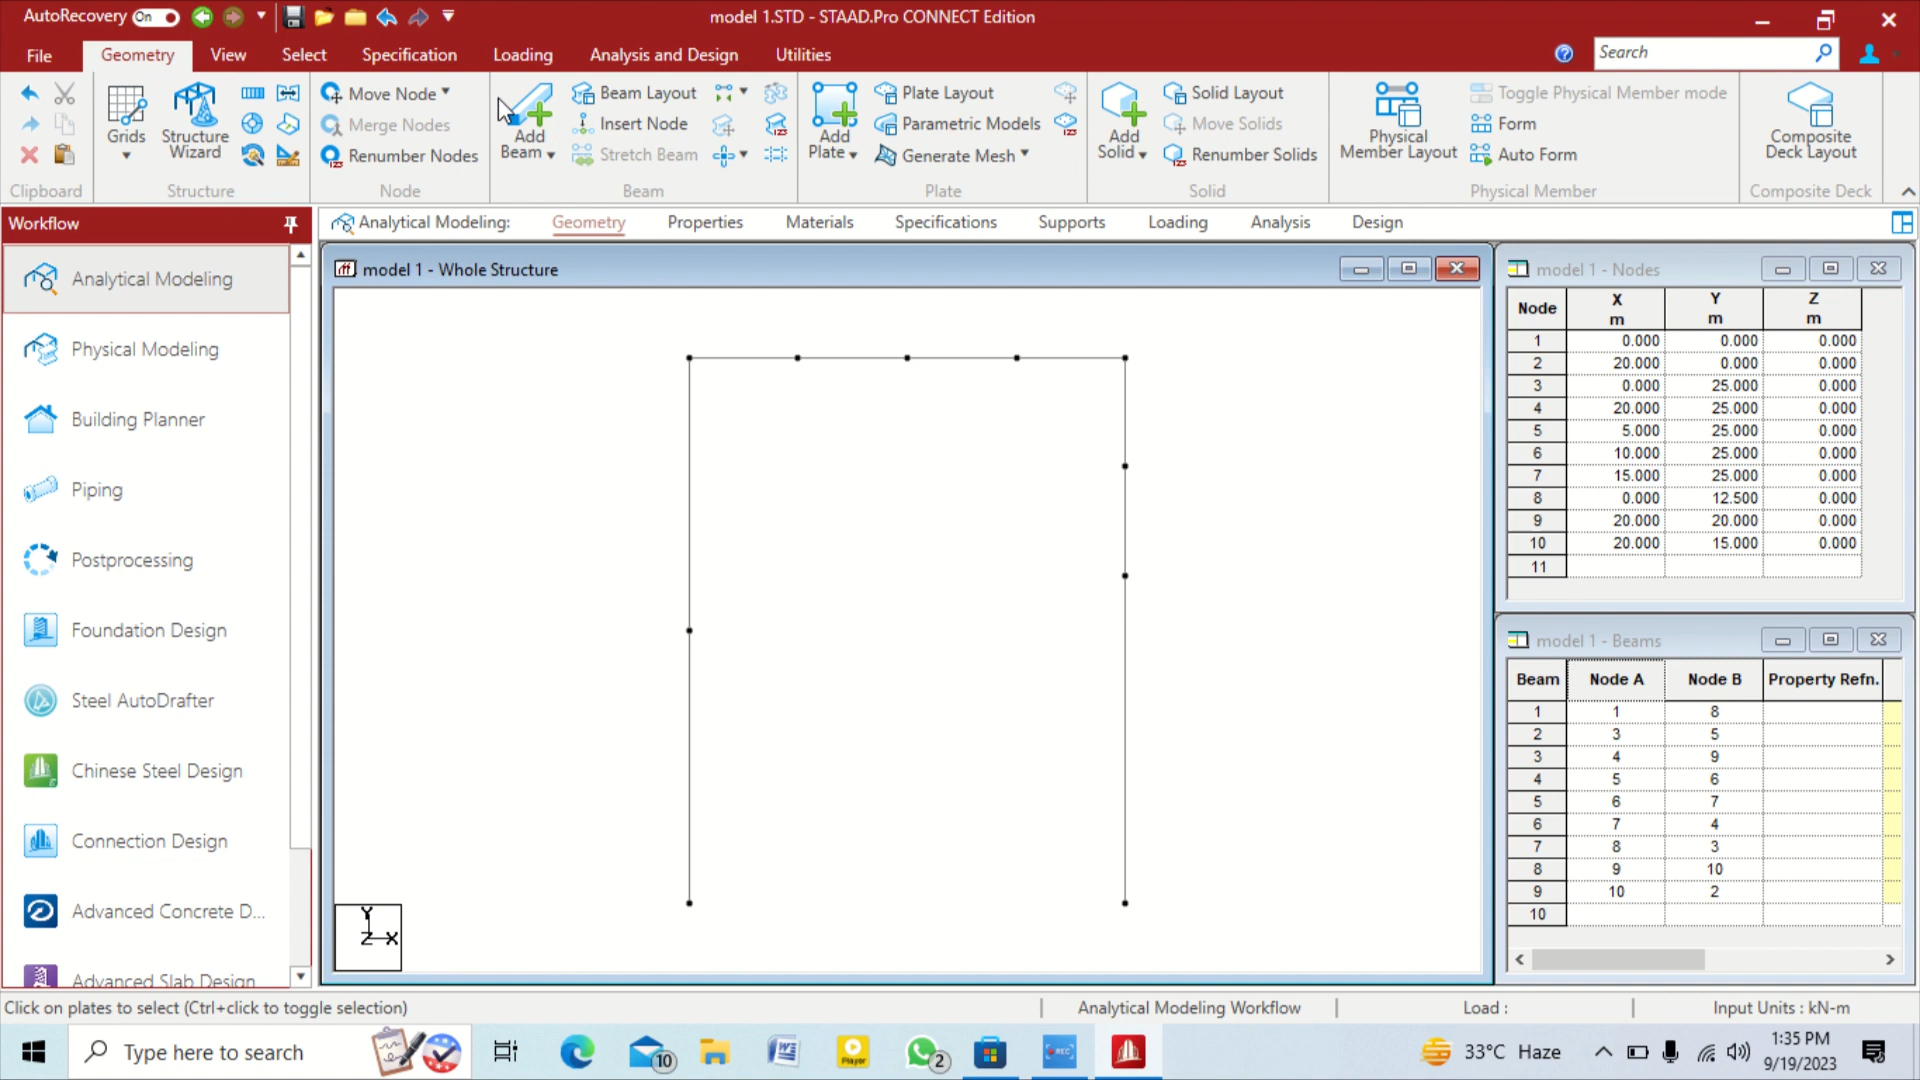 AutoRecovery On
model 1.STD - STAAD.Pro CONNECT Edition
File Geometry View Select Specification Loading Analysis and Design Utilities
Search
Grids
Structure Wizard
Move Node
Merge Nodes
Renumber Nodes
Add Beam
Beam Layout
Insert Node
Stretch Beam
Add Plate
Plate Layout
Parametric Models
Generate Mesh
Add Solid
Solid Layout
Move Solids
Renumber Solids
Physical Member Layout
Toggle Physical Member mode
Form
Auto Form
Composite Deck Layout
Clipboard Structure Node Beam Plate Solid Physical Member Composite Deck
Workflow
Analytical Modeling: Geometry Properties Materials Specifications Supports Loading Analysis Design
Analytical Modeling
Physical Modeling
Building Planner
Piping
Postprocessing
Foundation Design
Steel AutoDrafter
Chinese Steel Design
Connection Design
Advanced Concrete D...
Advanced Slab Design
model 1 - Whole Structure
Y
Z X
model 1 - Nodes
Node X m Y m Z m
1 0.000 0.000 0.000
2 20.000 0.000 0.000
3 0.000 25.000 0.000
4 20.000 25.000 0.000
5 5.000 25.000 0.000
6 10.000 25.000 0.000
7 15.000 25.000 0.000
8 0.000 12.500 0.000
9 20.000 20.000 0.000
10 20.000 15.000 0.000
11
model 1 - Beams
Beam Node A Node B Property Refn.
1 1 8
2 3 5
3 4 9
4 5 6
5 6 7
6 7 4
7 8 3
8 9 10
9 10 2
10
Click on plates to select (Ctrl+click to toggle selection)
Analytical Modeling Workflow
Load :
Input Units : kN-m
Type here to search
10
Player
2
REC
33°C Haze
1:35 PM
9/19/2023